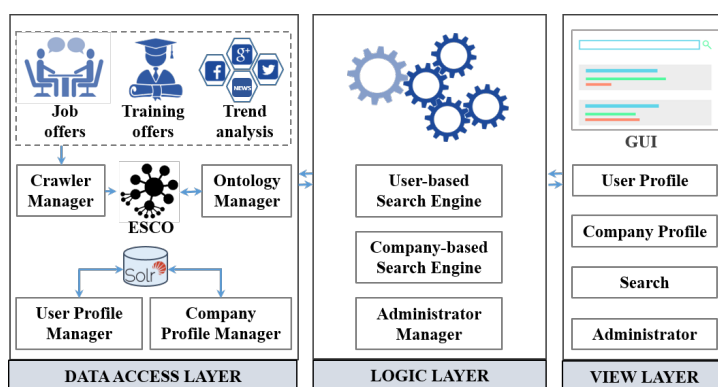 Job
offers
Training
offers
g+
f
NEWS
Trend
analysis
Crawler
Manager
ESCO
Ontology
Manager
Solr
User Profile
Manager
Company
Profile Manager
DATA ACCESS LAYER
User-based
Search Engine
Company-based
Search Engine
Administrator
Manager
LOGIC LAYER
GUI
User Profile
Company Profile
Search
Administrator
VIEW LAYER